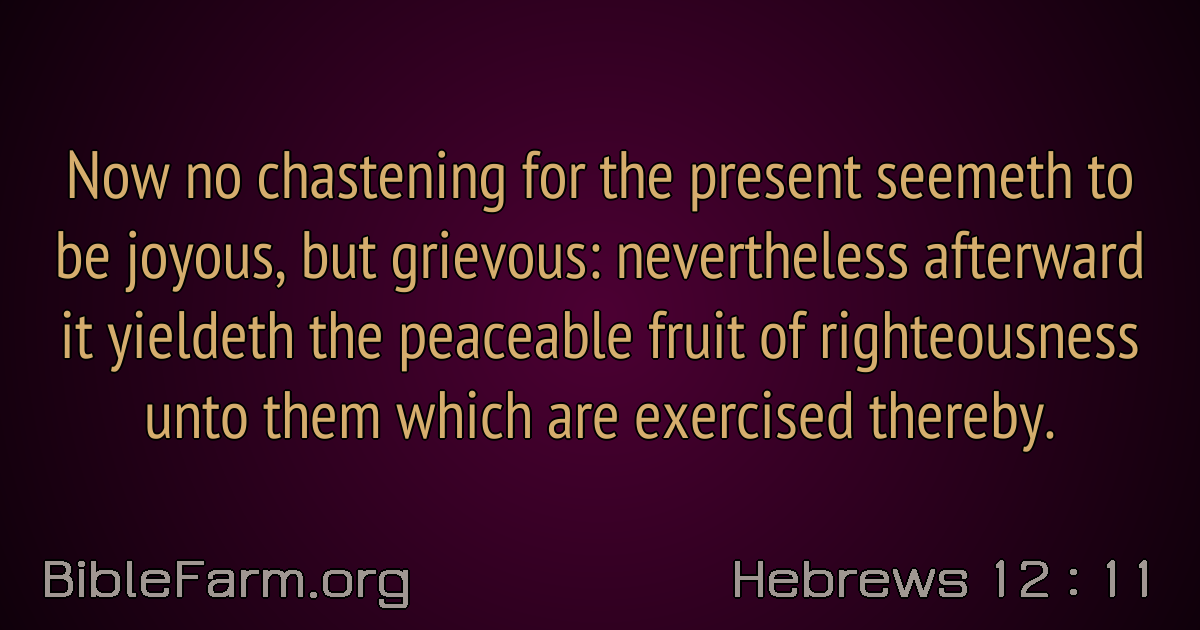 Now no chastening for the present seemeth to
be joyous, but grievous: nevertheless afterward
it yieldeth the peaceable fruit of righteousness
unto them which are exercised thereby.
BibleFarm.org
Hebrews 12 : 11